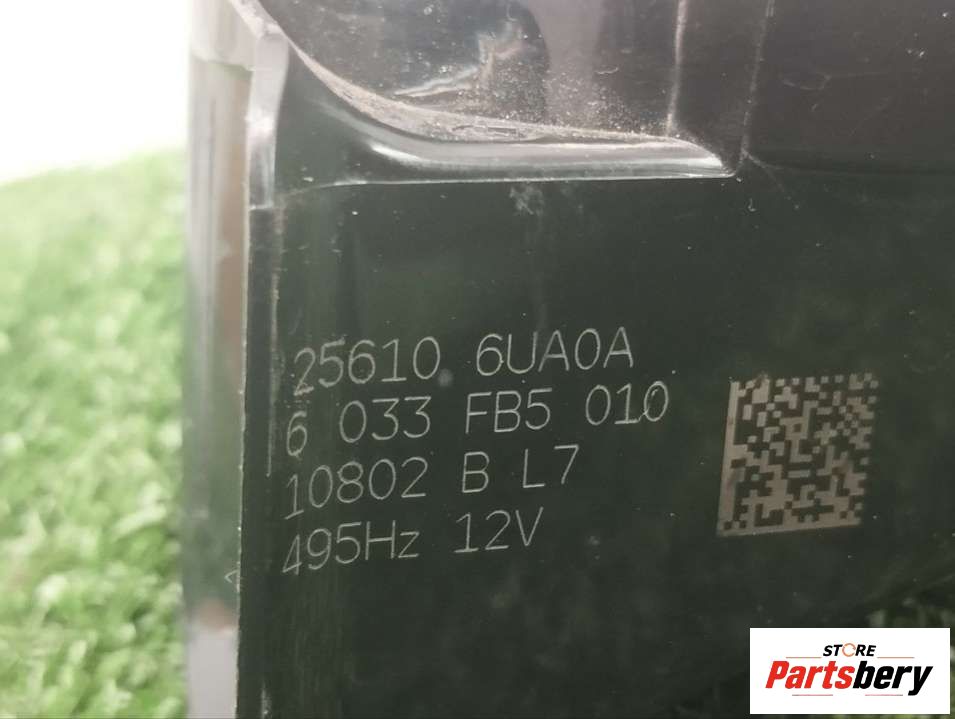 25610 6UA0A
6 033 FB5 010
10802 B L7
495Hz 12V
STORE
Partsbery